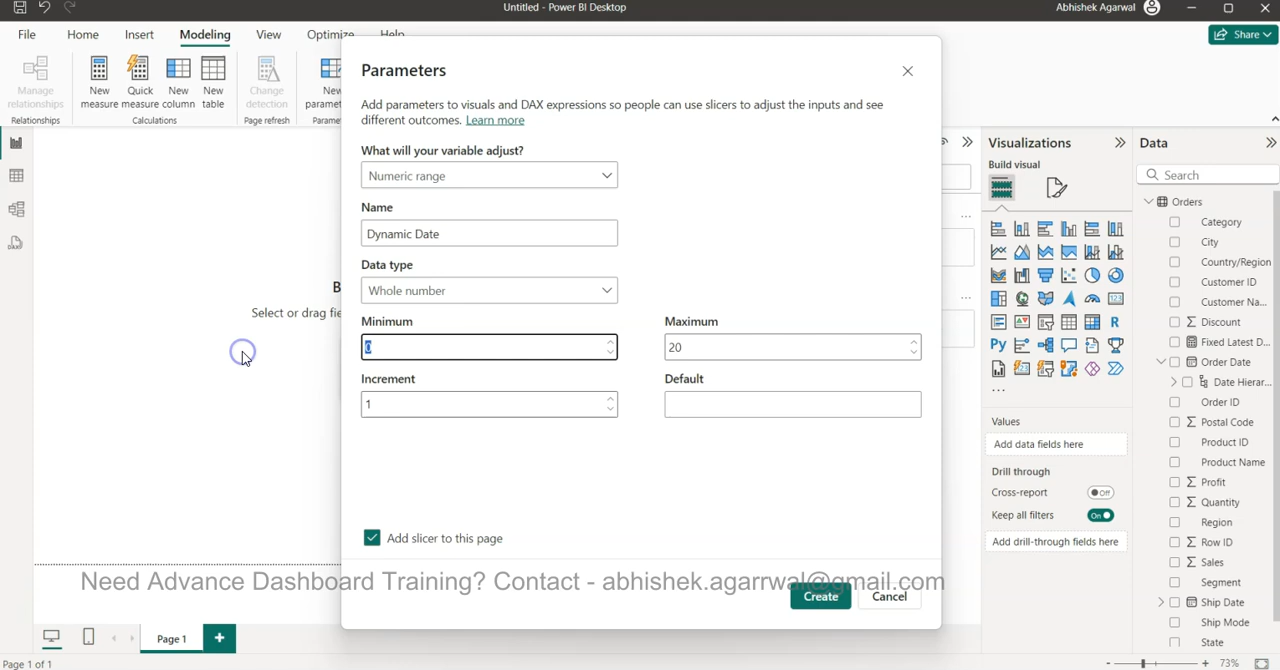 Untitled - Power BI Desktop
Abhishek Agarwal
File
Home
Insert
Modeling
View
Optimize
Help
Share
Manage relationships
New measure
Quick measure
New column
New table
Change detection
New
Relationships
Calculations
Page refresh
Parameters
Add parameters to visuals and DAX expressions so people can use slicers to adjust the inputs and see
different outcomes. Learn more
What will your variable adjust?
Numeric range
Name
Dynamic Date
Data type
Whole number
Minimum
Maximum
0
20
Increment
Default
1
Add slicer to this page
Create
Cancel
Select or drag fie
Visualizations
Build visual
Values
Add data fields here
Drill through
Cross-report
Off
Keep all filters
On
Add drill-through fields here
Data
Search
Orders
Category
City
Country/Region
Customer ID
Customer Na...
Discount
Fixed Latest D...
Order Date
Date Hierar...
Order ID
Postal Code
Product ID
Product Name
Profit
Quantity
Region
Row ID
Sales
Segment
Ship Date
Ship Mode
State
Need Advance Dashboard Training? Contact - abhishek.agarrwal@gmail.com
Page 1
Page 1 of 1
73%